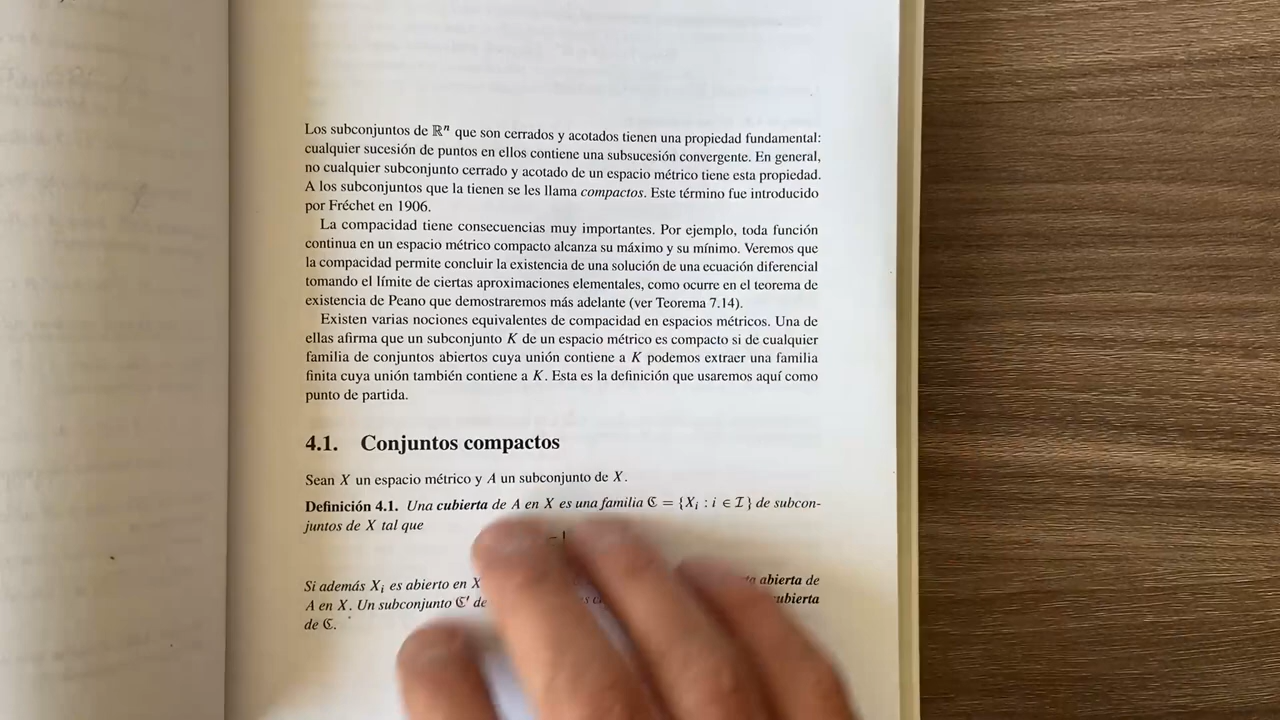 Los subconjuntos de ℝⁿ que son cerrados y acotados tienen una propiedad fundamental:
cualquier sucesión de puntos en ellos contiene una subsucesión convergente. En general,
no cualquier subconjunto cerrado y acotado de un espacio métrico tiene esta propiedad.
A los subconjuntos que la tienen se les llama compactos. Este término fue introducido
por Fréchet en 1906.
La compacidad tiene consecuencias muy importantes. Por ejemplo, toda función
continua en un espacio métrico compacto alcanza su máximo y su mínimo. Veremos que
la compacidad permite concluir la existencia de una solución de una ecuación diferencial
tomando el límite de ciertas aproximaciones elementales, como ocurre en el teorema de
existencia de Peano que demostraremos más adelante (ver Teorema 7.14).
Existen varias nociones equivalentes de compacidad en espacios métricos. Una de
ellas afirma que un subconjunto K de un espacio métrico es compacto si de cualquier
familia de conjuntos abiertos cuya unión contiene a K podemos extraer una familia
finita cuya unión también contiene a K. Esta es la definición que usaremos aquí como
punto de partida.
4.1. Conjuntos compactos
Sean X un espacio métrico y A un subconjunto de X.
Definición 4.1. Una cubierta de A en X es una familia ℭ = {Xᵢ : i ∈ ℐ} de subcon-
juntos de X tal que
Si además Xᵢ es abierto en X abierta de
A en X. Un subconjunto ℭ′ de
de ℭ.